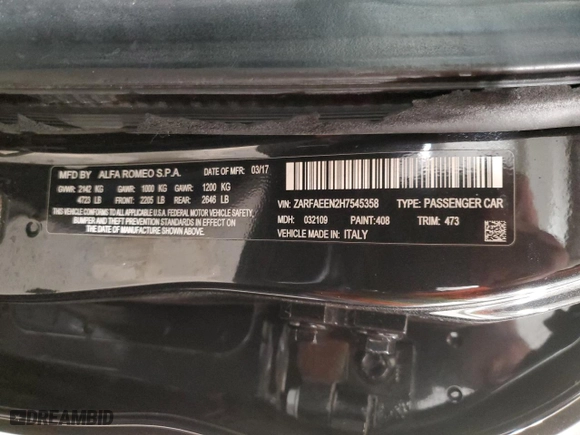 MFD BY ALFA ROMEO S.P.A. DATE OF MFR: 03/17
GVWR: 2142 KG GAWR: 1000 KG GAWR: 1200 KG
4723 LB FRONT: 2205 LB REAR: 2646 LB
THIS VEHICLE CONFORMS TO ALL APPLICABLE U.S.A. FEDERAL MOTOR VEHICLE SAFETY,
BUMPER AND THEFT PREVENTION STANDARDS IN EFFECT
ON THE DATE OF MANUFACTURE SHOWN ABOVE.
VIN: ZARFAEEN2H7545358 TYPE: PASSENGER CAR
MDH: 032109 PAINT: 408 TRIM: 473
VEHICLE MADE IN: ITALY
DREAMBID